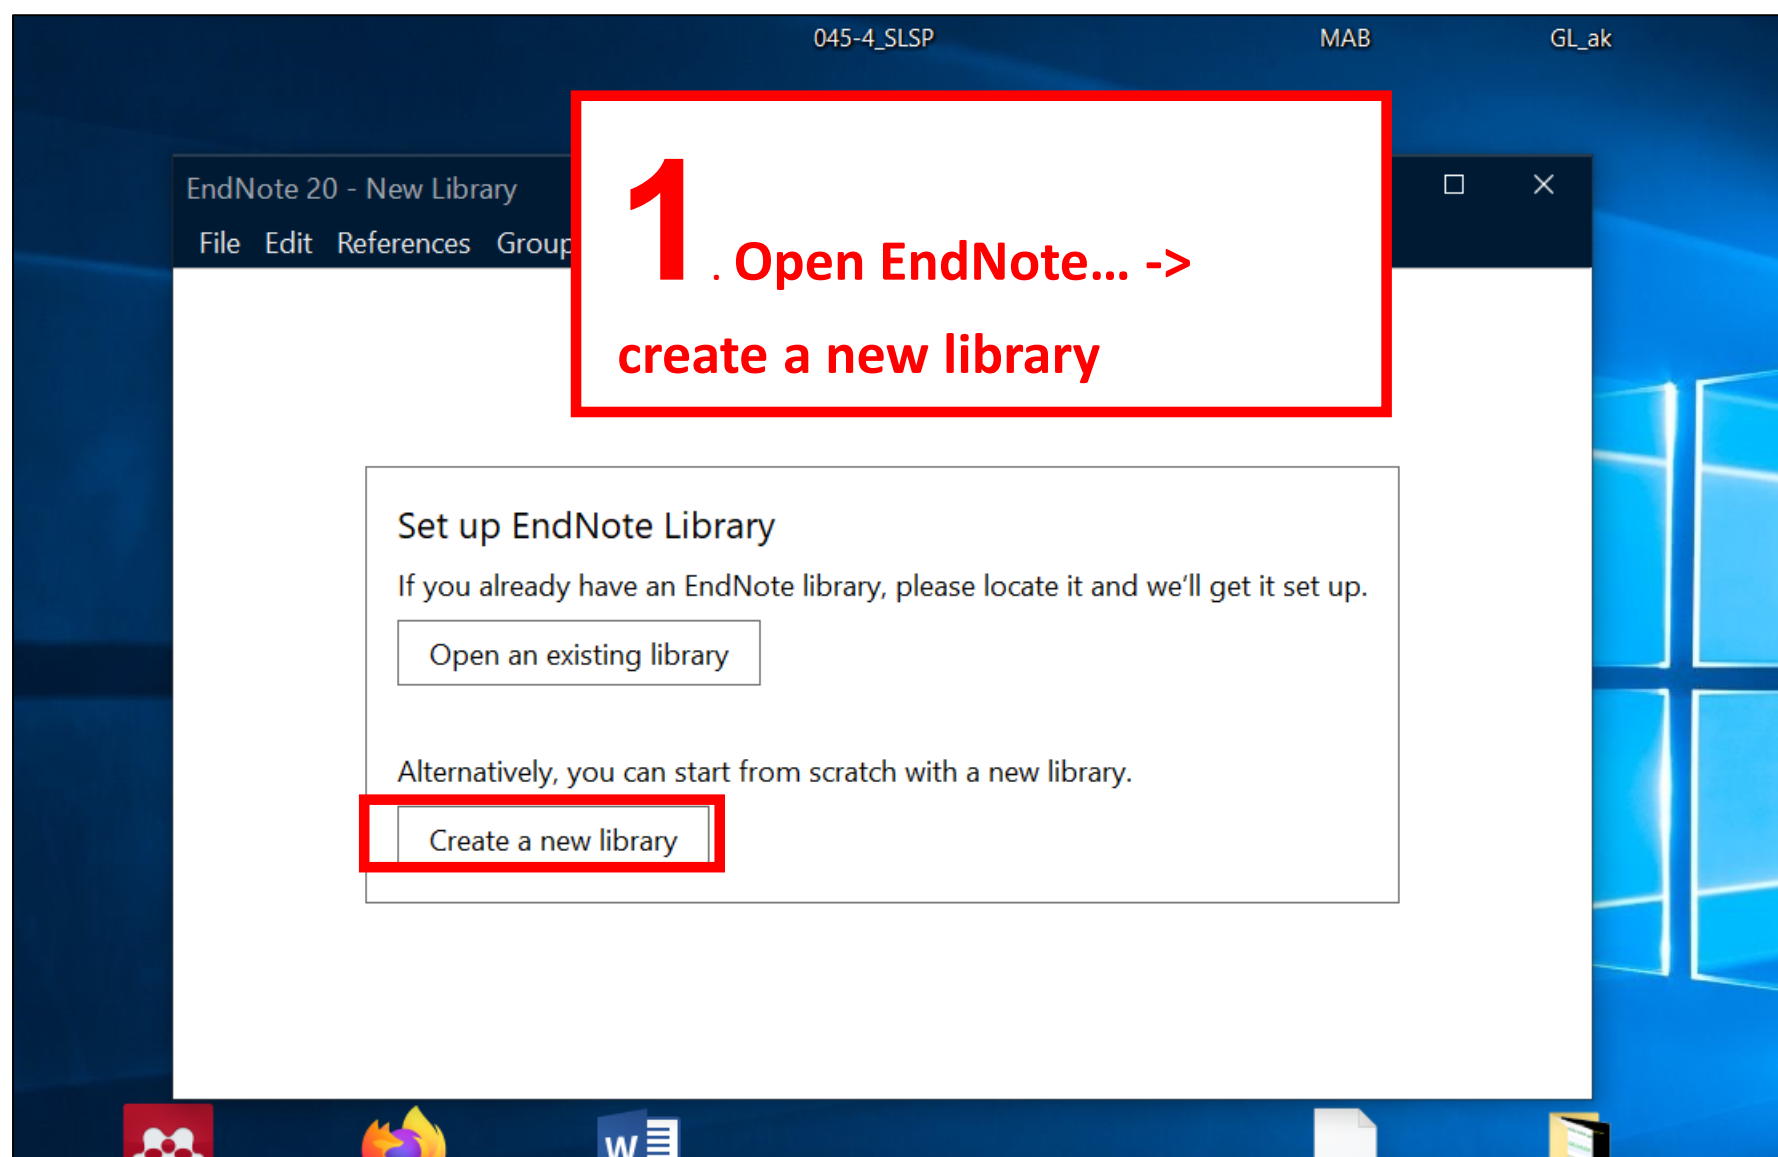 045-4_SLSP MAB GL_ak
EndNote 20 - New Library
File Edit References Group
1. Open EndNote... ->
create a new library
Set up EndNote Library
If you already have an EndNote library, please locate it and we'll get it set up.
Open an existing library
Alternatively, you can start from scratch with a new library.
Create a new library
W